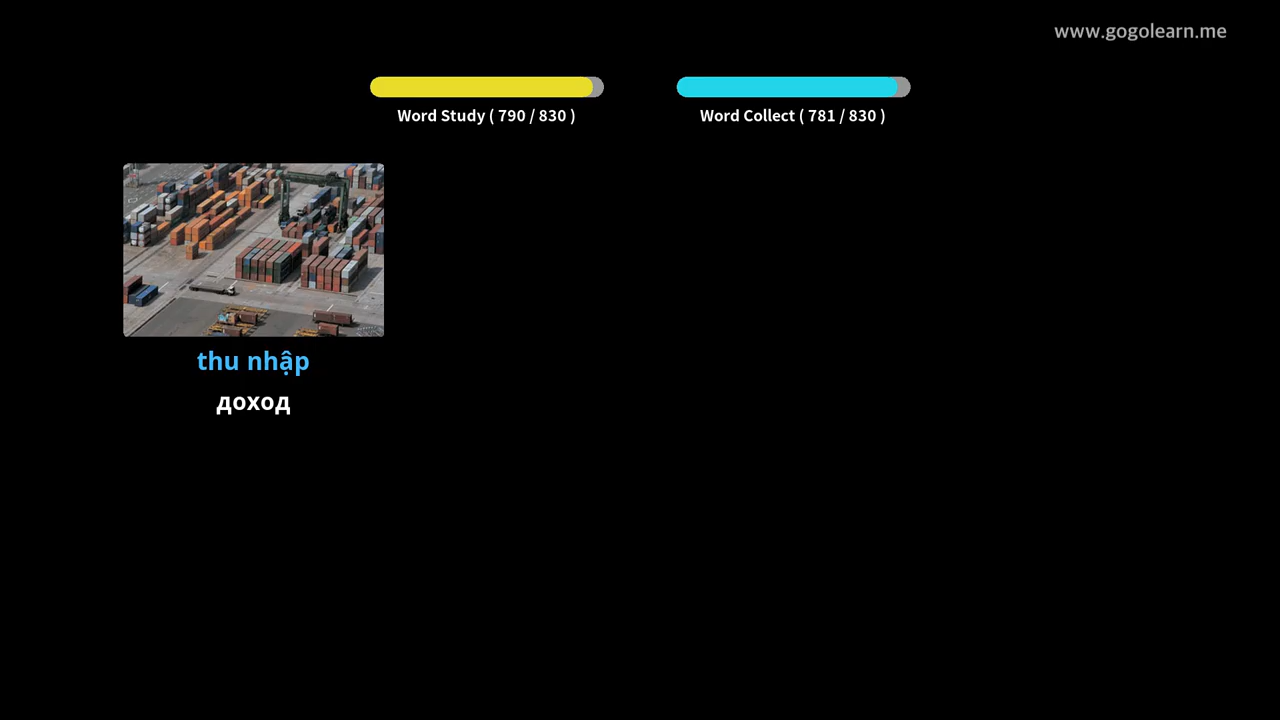 www.gogolearn.me
Word Study ( 790 / 830 )
Word Collect ( 781 / 830 )
thu nhập
доход